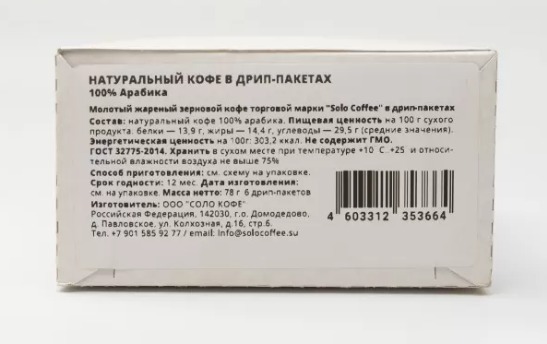 НАТУРАЛЬНЫЙ КОФЕ В ДРИП-ПАКЕТАХ
100% Арабика
Молотый жареный зерновой кофе торговой марки "Solo Coffee" в дрип-пакетах
Состав: натуральный кофе 100% арабика. Пищевая ценность на 100 г сухого
продукта: белки — 13,9 г, жиры — 14,4 г, углеводы — 29,5 г (средние значения).
Энергетическая ценность на 100г: 303,2 ккал. Не содержит ГМО.
ГОСТ 32775-2014. Хранить в сухом месте при температуре +10 С..+25 и относи-
тельной влажности воздуха не выше 75%
Способ приготовления: см. схему на упаковке.
Срок годности: 12 мес. Дата изготовления:
см. на упаковке. Масса нетто: 78 г 6 дрип-пакетов
Изготовитель: ООО "СОЛО КОФЕ"
Российская Федерация, 142030, г.о. Домодедово,
д. Павловское, ул. Колхозная, д.16, стр.6.
Тел. +7 901 585 92 77 / email: Info@solocoffee.su
4 603312 353664